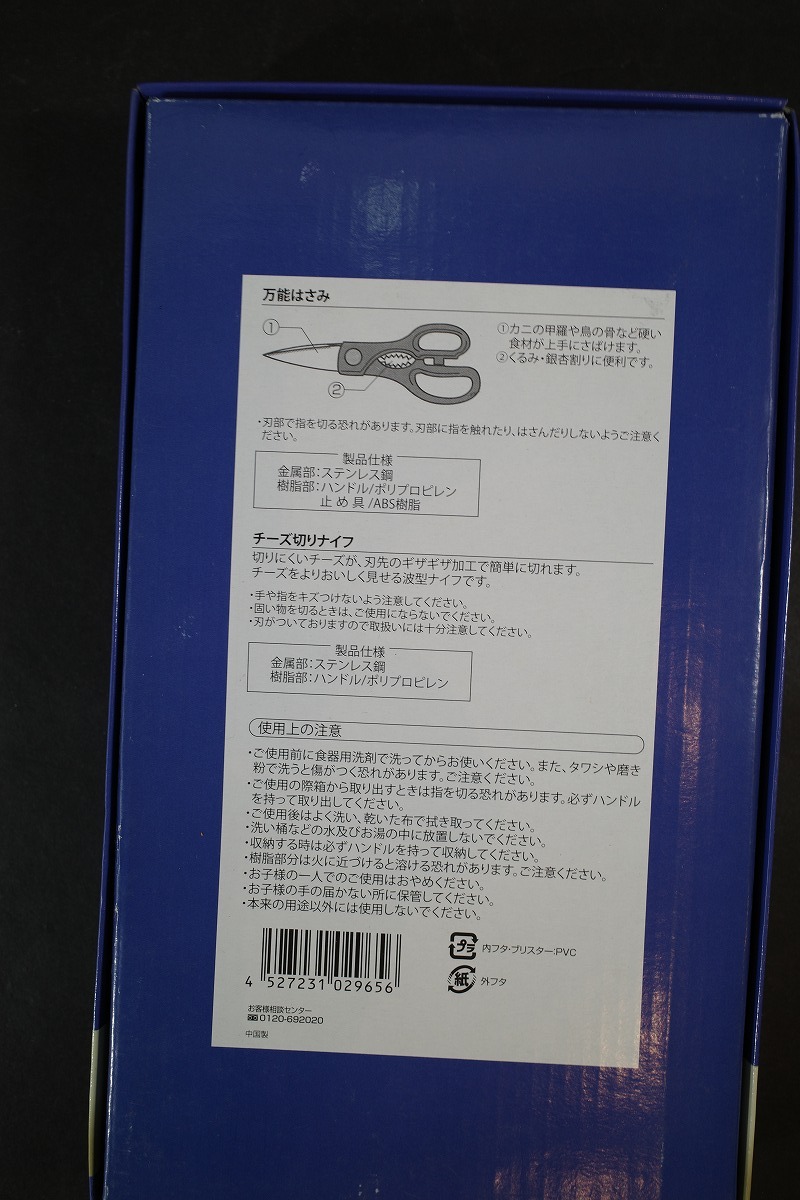 万能はさみ
①
②
①カニの甲羅や鳥の骨など硬い
食材が上手にさばけます。
②くるみ・銀杏割りに便利です。
・刃部で指を切る恐れがあります。刃部に指を触れたり、はさんだりしないようご注意く
ださい。
製品仕様
金属部：ステンレス鋼
樹脂部：ハンドル/ポリプロピレン
止め具/ABS樹脂
チーズ切りナイフ
切りにくいチーズが、刃先のギザギザ加工で簡単に切れます。
チーズをよりおいしく見せる波型ナイフです。
・手や指をキズつけないよう注意してください。
・固い物を切るときは、ご使用にならないでください。
・刃がついておりますので取扱いには十分注意してください。
製品仕様
金属部：ステンレス鋼
樹脂部：ハンドル/ポリプロピレン
使用上の注意
・ご使用前に食器用洗剤で洗ってからお使いください。また、タワシや磨き
粉で洗うと傷がつく恐れがあります。ご注意ください。
・ご使用の際箱から取り出すときは指を切る恐れがあります。必ずハンドル
を持って取り出してください。
・ご使用後はよく洗い、乾いた布で拭き取ってください。
・洗い桶などの水及びお湯の中に放置しないでください。
・収納する時は必ずハンドルを持って収納してください。
・樹脂部分は火に近づけると溶ける恐れがあります。ご注意ください。
・お子様の一人でのご使用はおやめください。
・お子様の手の届かない所に保管してください。
・本来の用途以外には使用しないでください。
4 527231 029656
プラ 内フタ・ブリスター：PVC
紙 外フタ
お客様相談センター
0120-692020
中国製